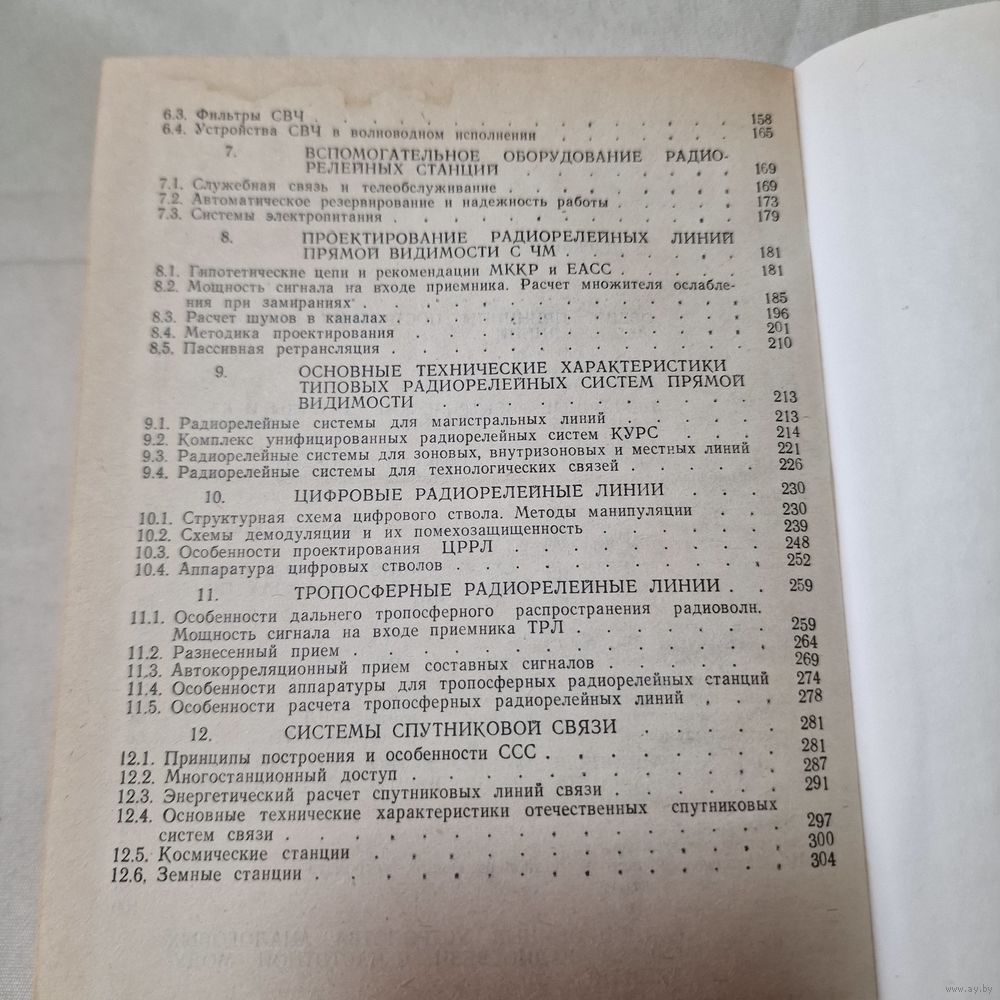 6.3. Фильтры СВЧ . . . . . . . . . . . . 158
6.4. Устройства СВЧ в волноводном исполнении . . . . . . 165
7. ВСПОМОГАТЕЛЬНОЕ ОБОРУДОВАНИЕ РАДИО-
РЕЛЕЙНЫХ СТАНЦИЙ . . . . . . . 169
7.1. Служебная связь и телеобслуживание . . . . . . . 169
7.2. Автоматическое резервирование и надежность работы . . . . 173
7.3. Системы электропитания . . . . . . . . . . 179
8. ПРОЕКТИРОВАНИЕ РАДИОРЕЛЕЙНЫХ ЛИНИЙ
ПРЯМОЙ ВИДИМОСТИ С ЧМ . . . . . 181
8.1. Гипотетические цепи и рекомендации МККР и ЕАСС . . . . 181
8.2. Мощность сигнала на входе приемника. Расчет множителя ослабле-
ния при замираниях . . . . . . . . . . . 185
8.3. Расчет шумов в каналах . . . . . . . . . . 196
8.4. Методика проектирования . . . . . . . . . . 201
8.5. Пассивная ретрансляция . . . . . . . . . . 210
9. ОСНОВНЫЕ ТЕХНИЧЕСКИЕ ХАРАКТЕРИСТИКИ
ТИПОВЫХ РАДИОРЕЛЕЙНЫХ СИСТЕМ ПРЯМОЙ
ВИДИМОСТИ . . . . . . . . . 213
9.1. Радиорелейные системы для магистральных линий . . . . 213
9.2. Комплекс унифицированных радиорелейных систем КУРС . . . 214
9.3. Радиорелейные системы для зоновых, внутризоновых и местных линий 221
9.4. Радиорелейные системы для технологических связей . . . . 226
10. ЦИФРОВЫЕ РАДИОРЕЛЕЙНЫЕ ЛИНИИ . . . 230
10.1. Структурная схема цифрового ствола. Методы манипуляции . . 230
10.2. Схемы демодуляции и их помехозащищенность . . . . . 239
10.3. Особенности проектирования ЦРРЛ . . . . . . . 248
10.4. Аппаратура цифровых стволов . . . . . . . . . 252
11. ТРОПОСФЕРНЫЕ РАДИОРЕЛЕЙНЫЕ ЛИНИИ . . 259
11.1. Особенности дальнего тропосферного распространения радиоволн.
Мощность сигнала на входе приемника ТРЛ . . . . . . 259
11.2. Разнесенный прием . . . . . . . . . . . 264
11.3. Автокорреляционный прием составных сигналов . . . . . 269
11.4. Особенности аппаратуры для тропосферных радиорелейных станций 274
11.5. Особенности расчета тропосферных радиорелейных линий . . . 278
12. СИСТЕМЫ СПУТНИКОВОЙ СВЯЗИ . . . . 281
12.1. Принципы построения и особенности ССС . . . . . . 281
12.2. Многостанционный доступ . . . . . . . . . . 287
12.3. Энергетический расчет спутниковых линий связи . . . . . 291
12.4. Основные технические характеристики отечественных спутниковых
систем связи . . . . . . . . . . . . . 297
12.5. Космические станции . . . . . . . . . . . 300
12.6. Земные станции . . . . . . . . . . . . 304
www.ay.by